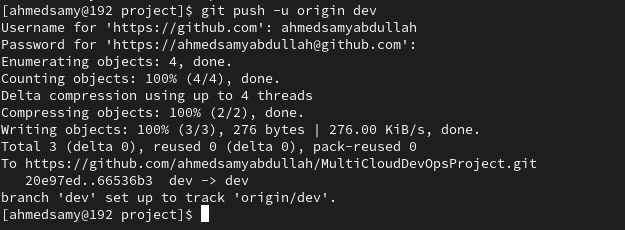 [ahmedsamy@192 project]$ git push -u origin dev
Username for 'https://github.com': ahmedsamyabdullah
Password for 'https://ahmedsamyabdullah@github.com':
Enumerating objects: 4, done.
Counting objects: 100% (4/4), done.
Delta compression using up to 4 threads
Compressing objects: 100% (2/2), done.
Writing objects: 100% (3/3), 276 bytes | 276.00 KiB/s, done.
Total 3 (delta 0), reused 0 (delta 0), pack-reused 0
To https://github.com/ahmedsamyabdullah/MultiCloudDevOpsProject.git
   20e97ed..66536b3  dev -> dev
branch 'dev' set up to track 'origin/dev'.
[ahmedsamy@192 project]$